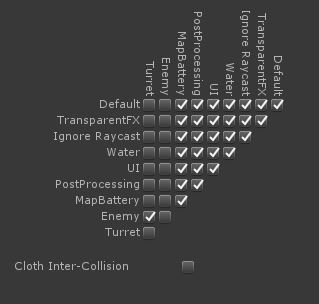 Turret
Enemy
MapBattery
PostProcessing
UI
Water
Ignore Raycast
TransparentFX
Default
Default
TransparentFX
Ignore Raycast
Water
UI
PostProcessing
MapBattery
Enemy
Turret
Cloth Inter-Collision